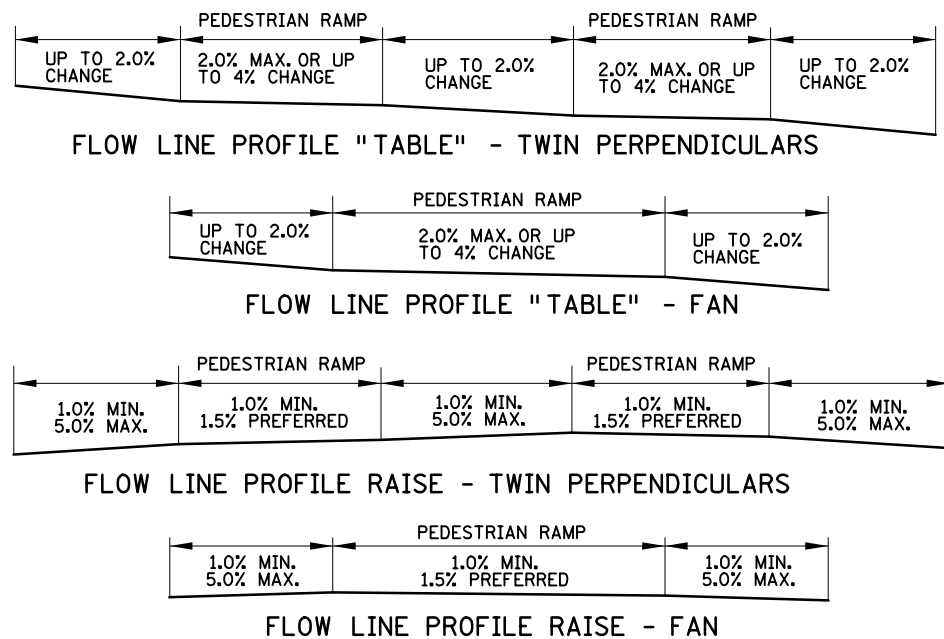 PEDESTRIAN RAMP PEDESTRIAN RAMP
UP TO 2.0% CHANGE
2.0% MAX. OR UP TO 4% CHANGE
UP TO 2.0% CHANGE
2.0% MAX. OR UP TO 4% CHANGE
UP TO 2.0% CHANGE
FLOW LINE PROFILE "TABLE" - TWIN PERPENDICULARS
PEDESTRIAN RAMP
UP TO 2.0% CHANGE
2.0% MAX. OR UP TO 4% CHANGE
UP TO 2.0% CHANGE
FLOW LINE PROFILE "TABLE" - FAN
PEDESTRIAN RAMP PEDESTRIAN RAMP
1.0% MIN. 5.0% MAX.
1.0% MIN. 1.5% PREFERRED
1.0% MIN. 5.0% MAX.
1.0% MIN. 1.5% PREFERRED
1.0% MIN. 5.0% MAX.
FLOW LINE PROFILE RAISE - TWIN PERPENDICULARS
PEDESTRIAN RAMP
1.0% MIN. 5.0% MAX.
1.0% MIN. 1.5% PREFERRED
1.0% MIN. 5.0% MAX.
FLOW LINE PROFILE RAISE - FAN